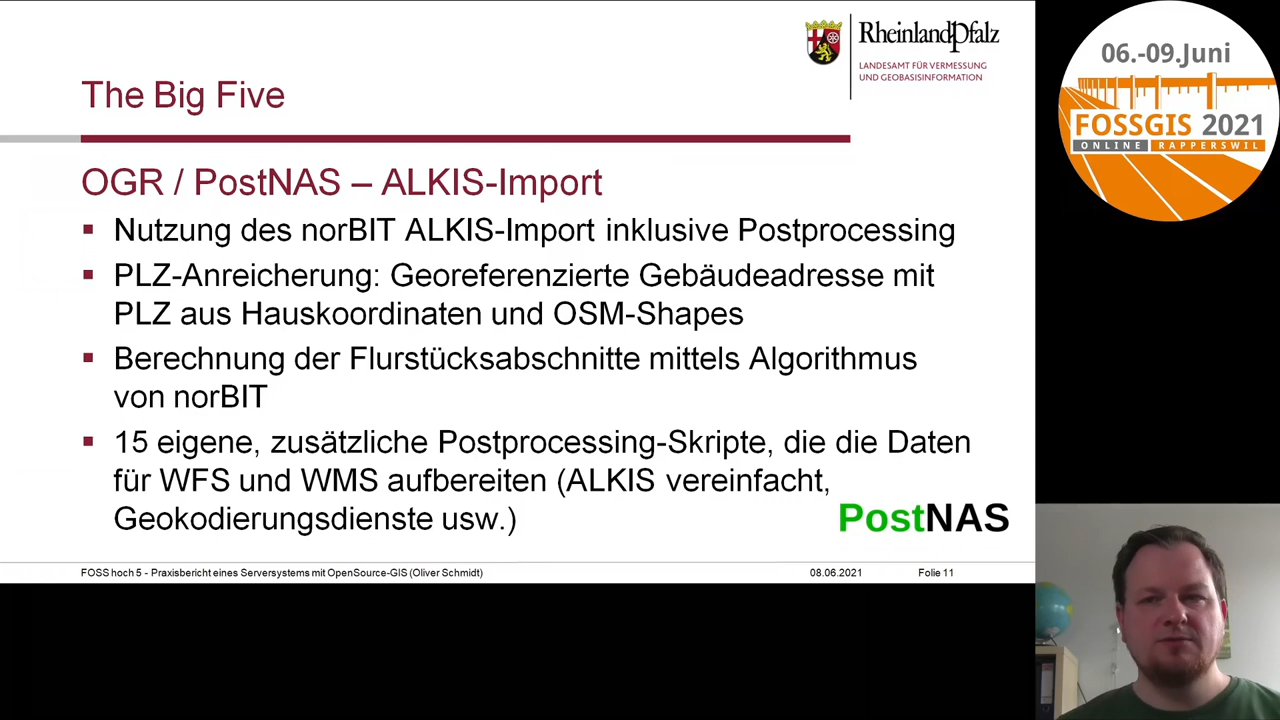 RheinlandPfalz
LANDESAMT FÜR VERMESSUNG
UND GEOBASISINFORMATION
The Big Five
OGR / PostNAS – ALKIS-Import
▪ Nutzung des norBIT ALKIS-Import inklusive Postprocessing
▪ PLZ-Anreicherung: Georeferenzierte Gebäudeadresse mit
PLZ aus Hauskoordinaten und OSM-Shapes
▪ Berechnung der Flurstücksabschnitte mittels Algorithmus
von norBIT
▪ 15 eigene, zusätzliche Postprocessing-Skripte, die die Daten
für WFS und WMS aufbereiten (ALKIS vereinfacht,
Geokodierungsdienste usw.)
PostNAS
FOSS hoch 5 - Praxisbericht eines Serversystems mit OpenSource-GIS (Oliver Schmidt)
08.06.2021
Folie 11
06.-09.Juni
FOSSGIS 2021
ONLINE RAPPERSWIL